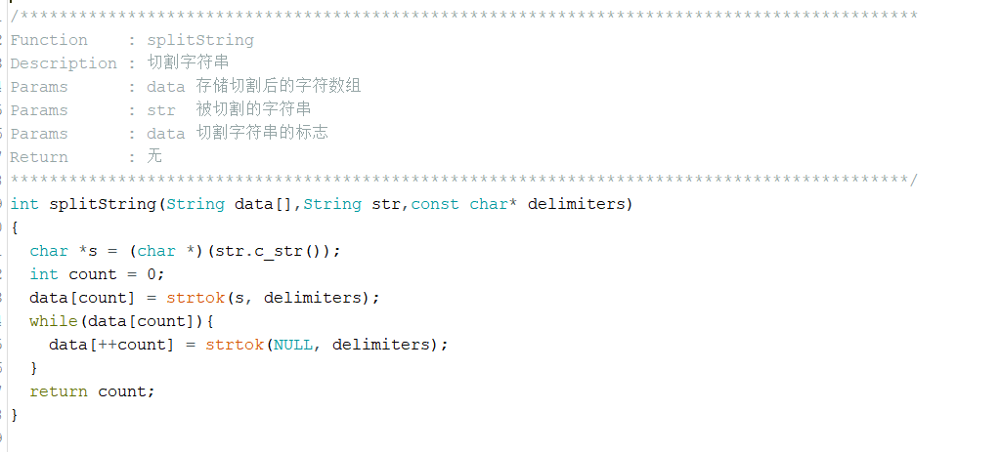 /********************************************************************************************
Function    : splitString
Description : 切割字符串
Params      : data 存储切割后的字符数组
Params      : str  被切割的字符串
Params      : data 切割字符串的标志
Return      : 无
********************************************************************************************/
int splitString(String data[],String str,const char* delimiters)
{
  char *s = (char *)(str.c_str());
  int count = 0;
  data[count] = strtok(s, delimiters);
  while(data[count]){
    data[++count] = strtok(NULL, delimiters);
  }
  return count;
}